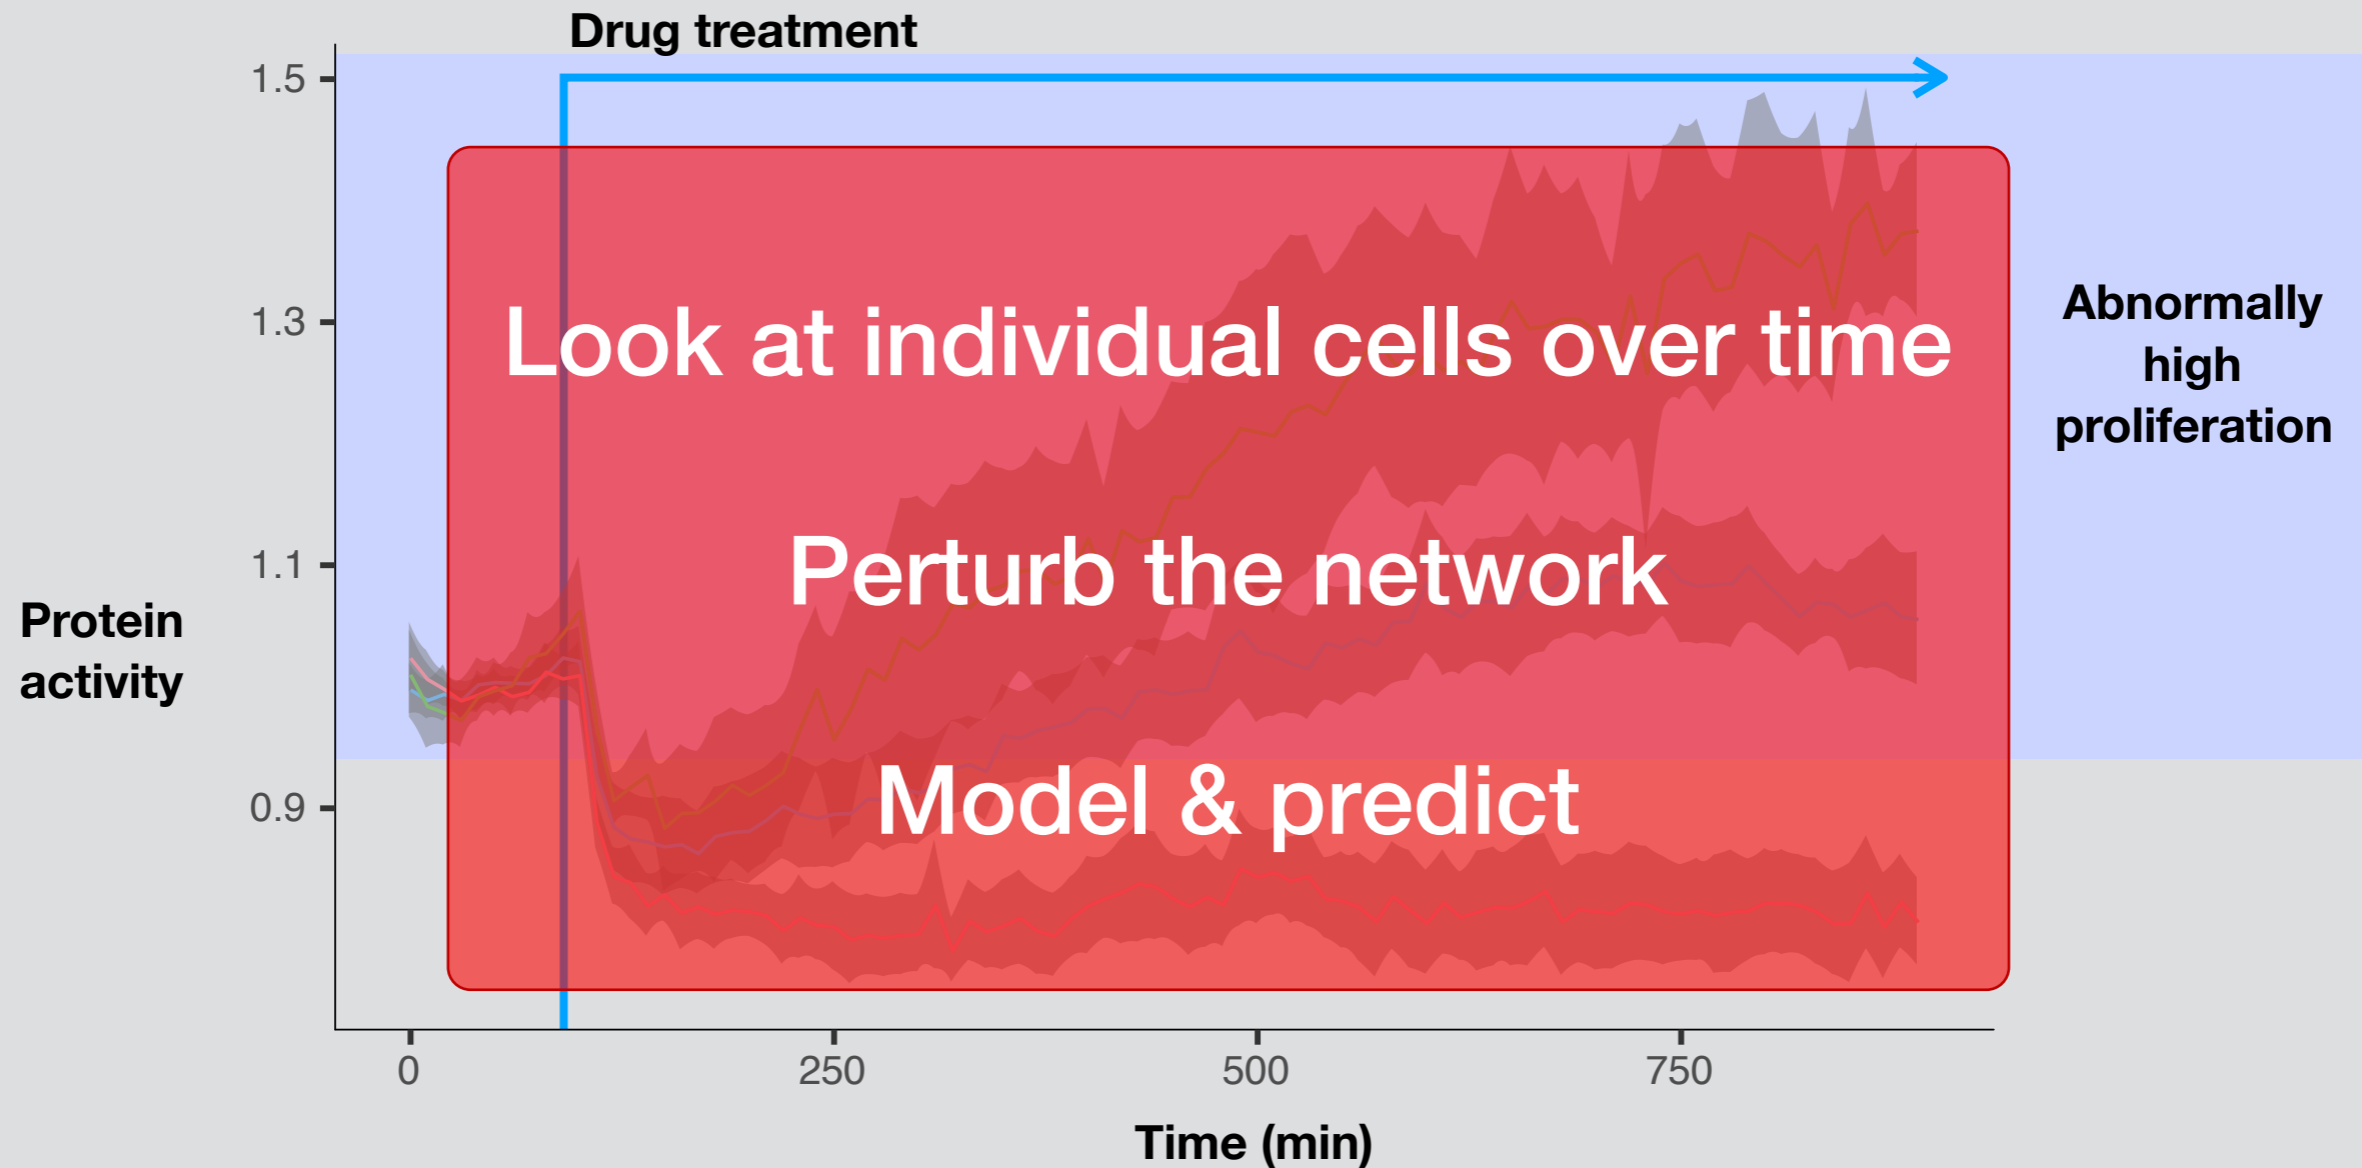 Drug treatment
1.5
1.3
1.1
0.9
Protein
activity
Look at individual cells over time
Perturb the network
Model & predict
Abnormally
high
proliferation
0
250
500
750
Time (min)